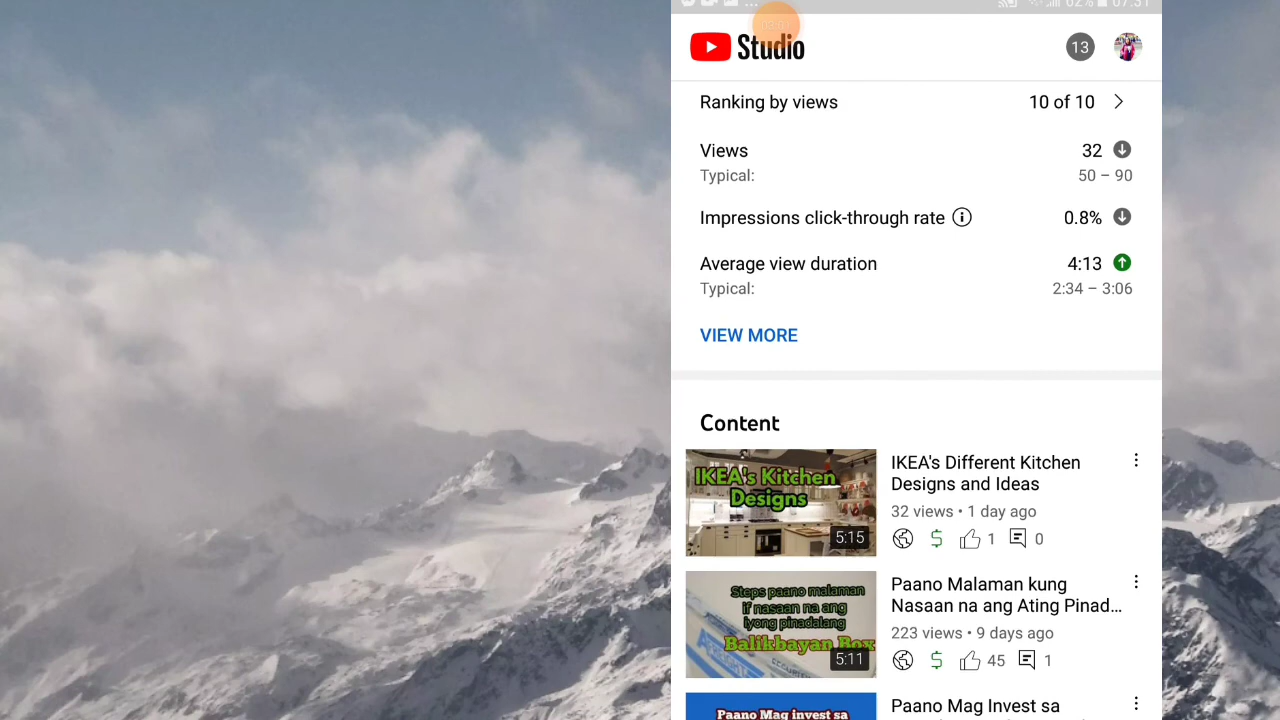 62% 07:31
Studio
13
Ranking by views 10 of 10
Views 32
Typical: 50 – 90
Impressions click-through rate 0.8%
Average view duration 4:13
Typical: 2:34 – 3:06
VIEW MORE
Content
IKEA's Kitchen
Designs
5:15
IKEA's Different Kitchen
Designs and Ideas
32 views • 1 day ago
1 0
Steps paano malaman
if nasaan na ang
iyong pinadalang
Balikbayan Box
5:11
Paano Malaman kung
Nasaan na ang Ating Pinad…
223 views • 9 days ago
45 1
Paano Mag invest sa
Paano Mag Invest sa